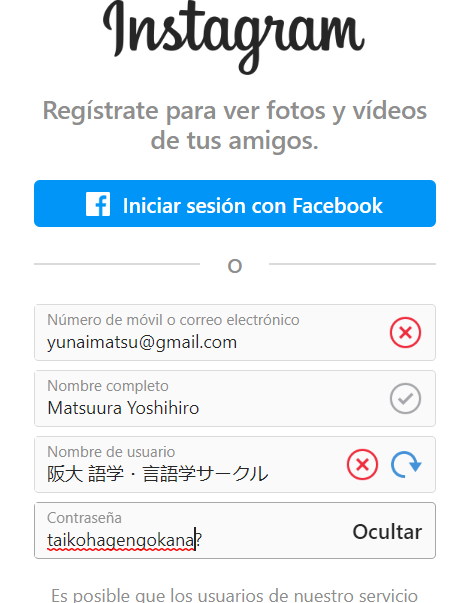 Instagram
Regístrate para ver fotos y vídeos
de tus amigos.
Iniciar sesión con Facebook
O
Número de móvil o correo electrónico
yunaimatsu@gmail.com
Nombre completo
Matsuura Yoshihiro
Nombre de usuario
阪大 語学・言語学サークル
Contraseña
taikohagengokana?
Ocultar
Es posible que los usuarios de nuestro servicio